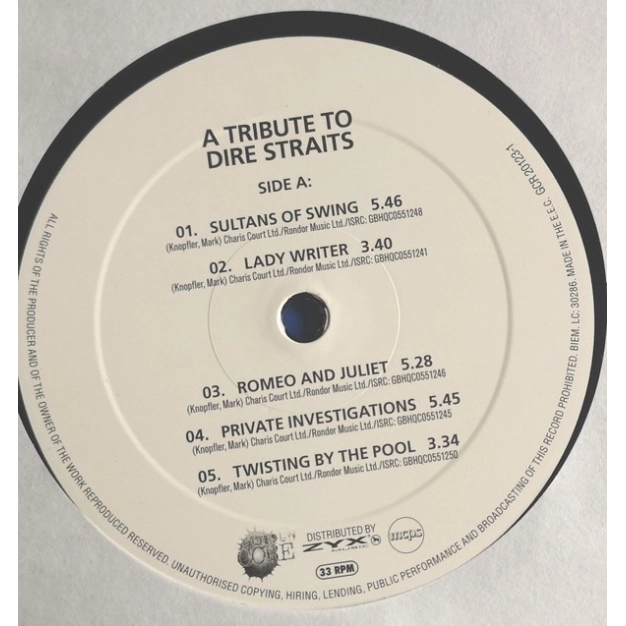 A TRIBUTE TO
DIRE STRAITS
SIDE A:
01. SULTANS OF SWING 5.46
(Knopfler, Mark) Charis Court Ltd./Rondor Music Ltd./ISRC: GBHQC0551248
02. LADY WRITER 3.40
(Knopfler, Mark) Charis Court Ltd./Rondor Music Ltd./ISRC: GBHQC0551241
03. ROMEO AND JULIET 5.28
(Knopfler, Mark) Charis Court Ltd./Rondor Music Ltd./ISRC: GBHQC0551246
04. PRIVATE INVESTIGATIONS 5.45
(Knopfler, Mark) Charis Court Ltd./Rondor Music Ltd./ISRC: GBHQC0551245
05. TWISTING BY THE POOL 3.34
(Knopfler, Mark) Charis Court Ltd./Rondor Music Ltd./ISRC: GBHQC0551250
DISTRIBUTED BY
ZYX
MUSIC
mcps
33 RPM
ALL RIGHTS OF THE PRODUCER AND OF THE OWNER OF THE WORK REPRODUCED RESERVED. UNAUTHORISED COPYING, HIRING, LENDING, PUBLIC PERFORMANCE AND BROADCASTING OF THIS RECORD PROHIBITED. BIEM. LC: 30286. MADE IN THE E.E.C. GCR 20123-1